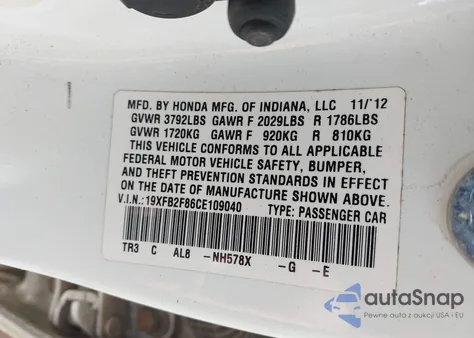 MFD. BY HONDA MFG. OF INDIANA, LLC 11/'12
GVWR 3792LBS GAWR F 2029LBS R 1786LBS
GVWR 1720KG GAWR F 920KG R 810KG
THIS VEHICLE CONFORMS TO ALL APPLICABLE
FEDERAL MOTOR VEHICLE SAFETY, BUMPER,
AND THEFT PREVENTION STANDARDS IN EFFECT
ON THE DATE OF MANUFACTURE SHOWN ABOVE.
V.I.N.: 19XFB2F86CE109040 TYPE: PASSENGER CAR
TR3 C AL8 -NH578X -G -E
autoSnap
Pewne auta z aukcji USA i EU